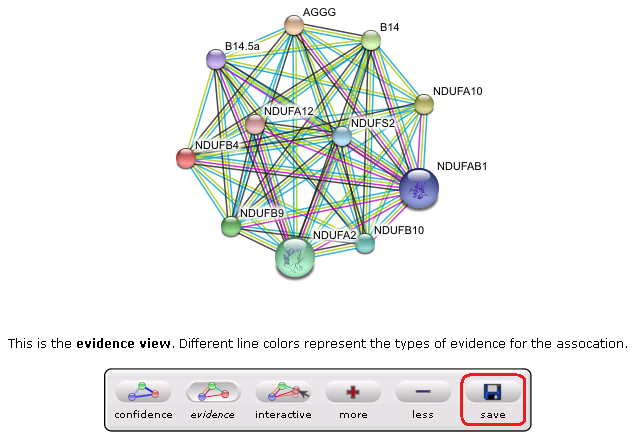 AGGG
B14
B14.5a
NDUFA10
NDUFA12
NDUFS2
NDUFB4
NDUFAB1
NDUFB9
NDUFA2
NDUFB10
This is the evidence view. Different line colors represent the types of evidence for the assocation.
confidence evidence interactive more less save